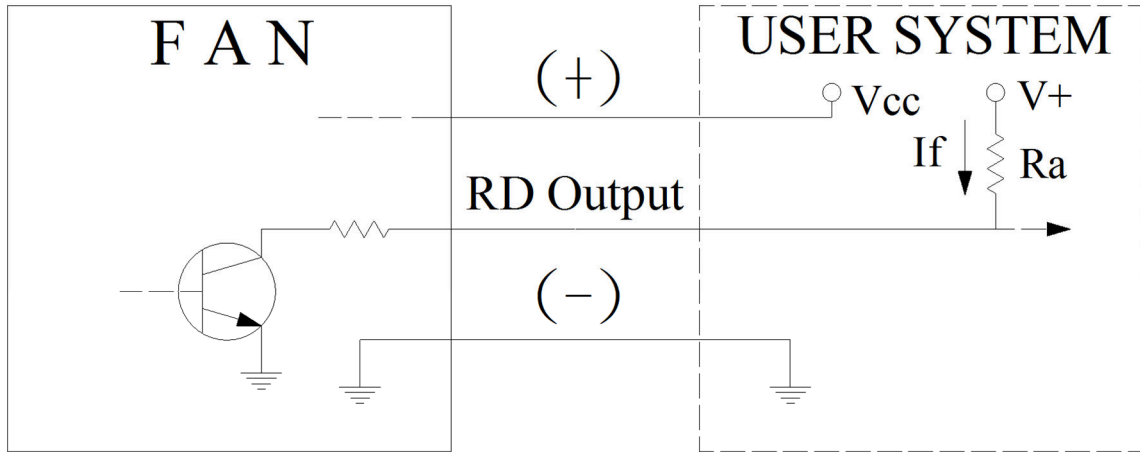 F A N
USER SYSTEM
(+)
Vcc
V+
If
Ra
RD Output
(-)